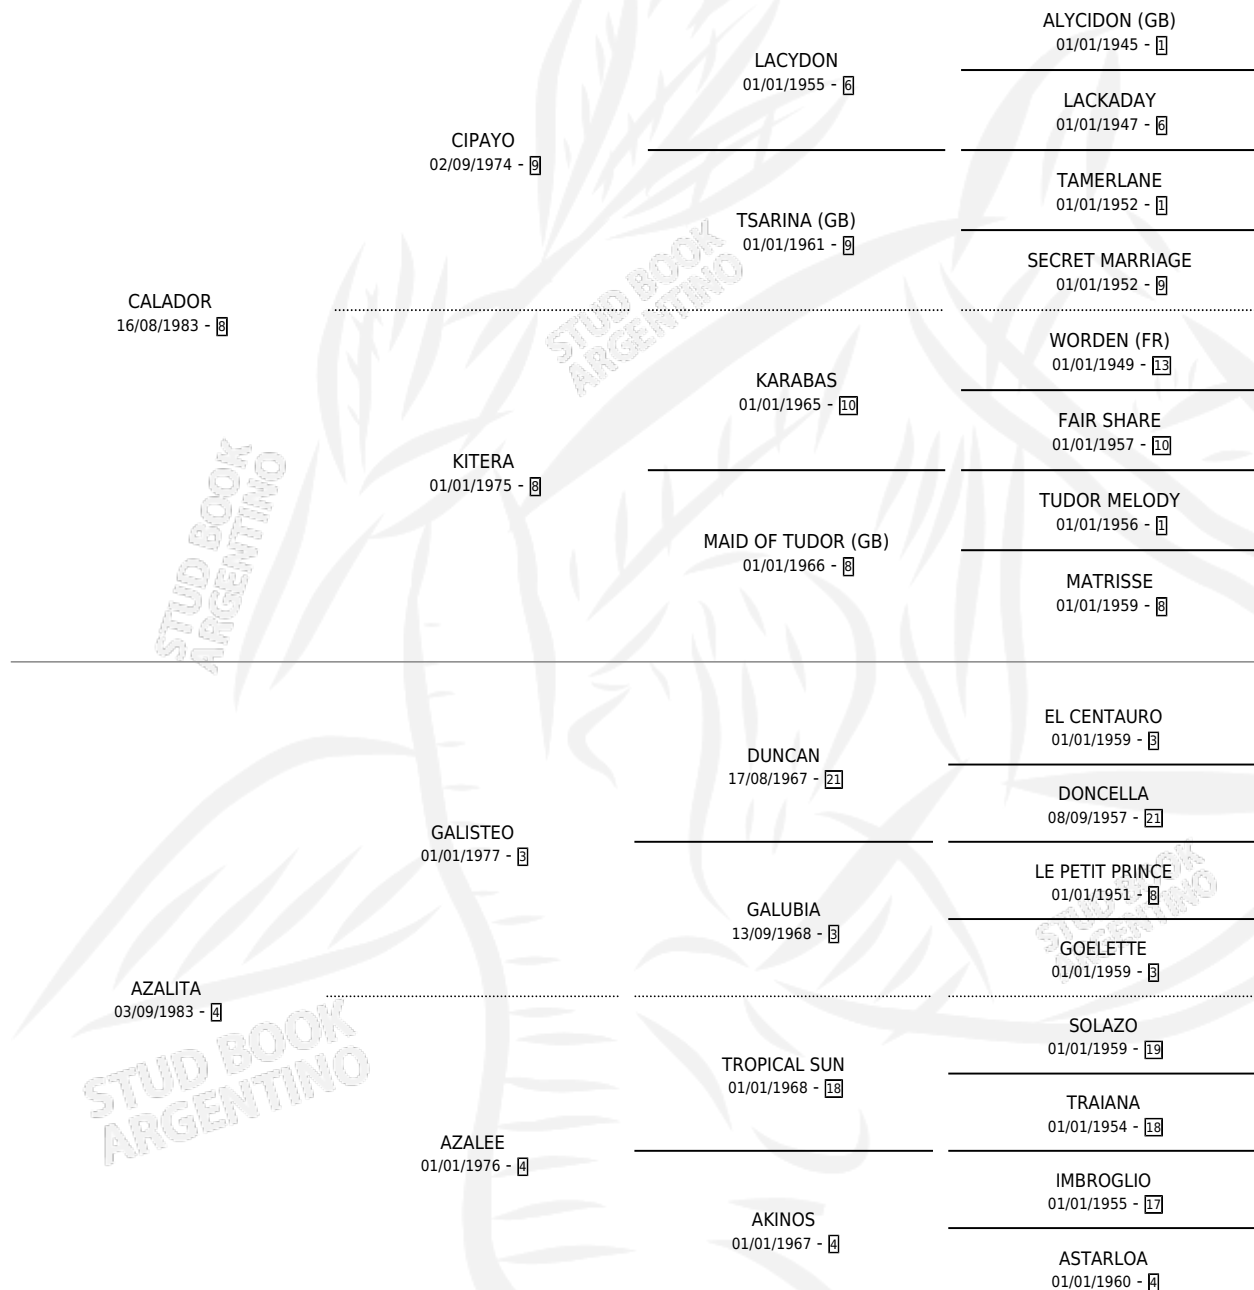 ALYCIDON (GB)
01/01/1945 - 1
LACYDON
01/01/1955 - 6
LACKADAY
01/01/1947 - 6
CIPAYO
02/09/1974 - 9
TAMERLANE
01/01/1952 - 1
TSARINA (GB)
01/01/1961 - 9
SECRET MARRIAGE
01/01/1952 - 9
CALADOR
16/08/1983 - 8
WORDEN (FR)
01/01/1949 - 13
KARABAS
01/01/1965 - 10
FAIR SHARE
01/01/1957 - 10
KITERA
01/01/1975 - 8
TUDOR MELODY
01/01/1956 - 1
MAID OF TUDOR (GB)
01/01/1966 - 8
MATRISSE
01/01/1959 - 8
EL CENTAURO
01/01/1959 - 3
DUNCAN
17/08/1967 - 21
DONCELLA
08/09/1957 - 21
GALISTEO
01/01/1977 - 3
LE PETIT PRINCE
01/01/1951 - 8
GALUBIA
13/09/1968 - 3
GOELETTE
01/01/1959 - 3
AZALITA
03/09/1983 - 4
SOLAZO
01/01/1959 - 19
TROPICAL SUN
01/01/1968 - 18
TRAIANA
01/01/1954 - 18
AZALEE
01/01/1976 - 4
IMBROGLIO
01/01/1955 - 17
AKINOS
01/01/1967 - 4
ASTARLOA
01/01/1960 - 4
STUD BOOK
ARGENTINO
STUD BOOK
ARGENTINO
STUD BOOK
ARGENTINO
STUD BOOK
ARGENTINO